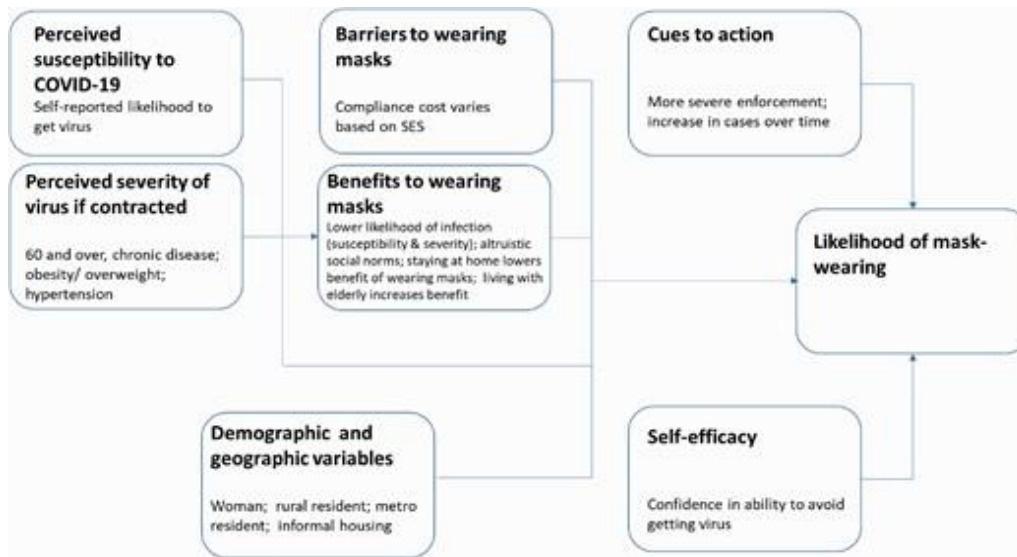 Perceived
susceptibility to
COVID-19
Self-reported likelihood to
get virus
Barriers to wearing
masks
Compliance cost varies
based on SES
Cues to action
More severe enforcement;
increase in cases over time
Perceived severity of
virus if contracted
60 and over, chronic disease;
obesity/ overweight;
hypertension
Benefits to wearing
masks
Lower likelihood of infection
(susceptibility & severity); altruistic
social norms; staying at home lowers
benefit of wearing masks;  living with
elderly increases benefit
Likelihood of mask-
wearing
Demographic and
geographic variables
Woman;  rural resident; metro
resident;  informal housing
Self-efficacy
Confidence in ability to avoid
getting virus